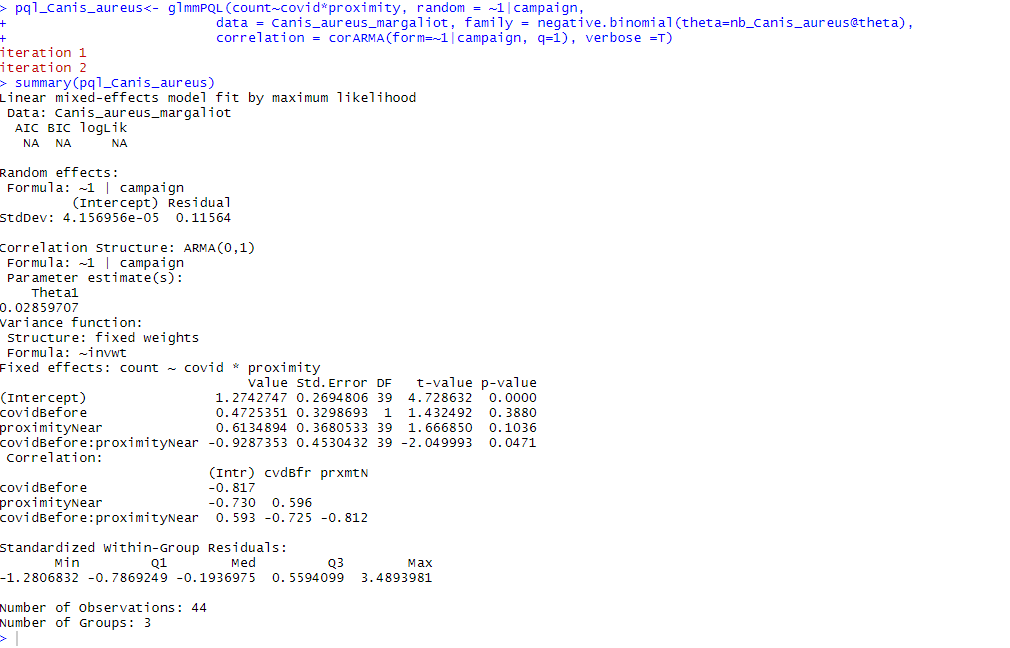 > pql_Canis_aureus<- glmmPQL(count~covid*proximity, random = ~1|campaign,
+                         data = Canis_aureus_margaliot, family = negative.binomial(theta=nb_Canis_aureus@theta),
+                         correlation = corARMA(form=~1|campaign, q=1), verbose =T)
iteration 1
iteration 2
> summary(pql_Canis_aureus)
Linear mixed-effects model fit by maximum likelihood
 Data: Canis_aureus_margaliot
  AIC BIC logLik
   NA  NA     NA

Random effects:
 Formula: ~1 | campaign
         (Intercept) Residual
StdDev: 4.156956e-05  0.11564

Correlation Structure: ARMA(0,1)
 Formula: ~1 | campaign
 Parameter estimate(s):
    Theta1
0.02859707
Variance function:
 Structure: fixed weights
 Formula: ~invwt
Fixed effects: count ~ covid * proximity
                               Value Std.Error DF   t-value p-value
(Intercept)                1.2742747 0.2694806 39  4.728632  0.0000
covidBefore                0.4725351 0.3298693  1  1.432492  0.3880
proximityNear              0.6134894 0.3680533 39  1.666850  0.1036
covidBefore:proximityNear -0.9287353 0.4530432 39 -2.049993  0.0471
 Correlation:
                          (Intr) cvdBfr prxmtN
covidBefore               -0.817
proximityNear             -0.730  0.596
covidBefore:proximityNear  0.593 -0.725 -0.812

Standardized Within-Group Residuals:
       Min         Q1        Med         Q3        Max
-1.2806832 -0.7869249 -0.1936975  0.5594099  3.4893981

Number of Observations: 44
Number of Groups: 3
>